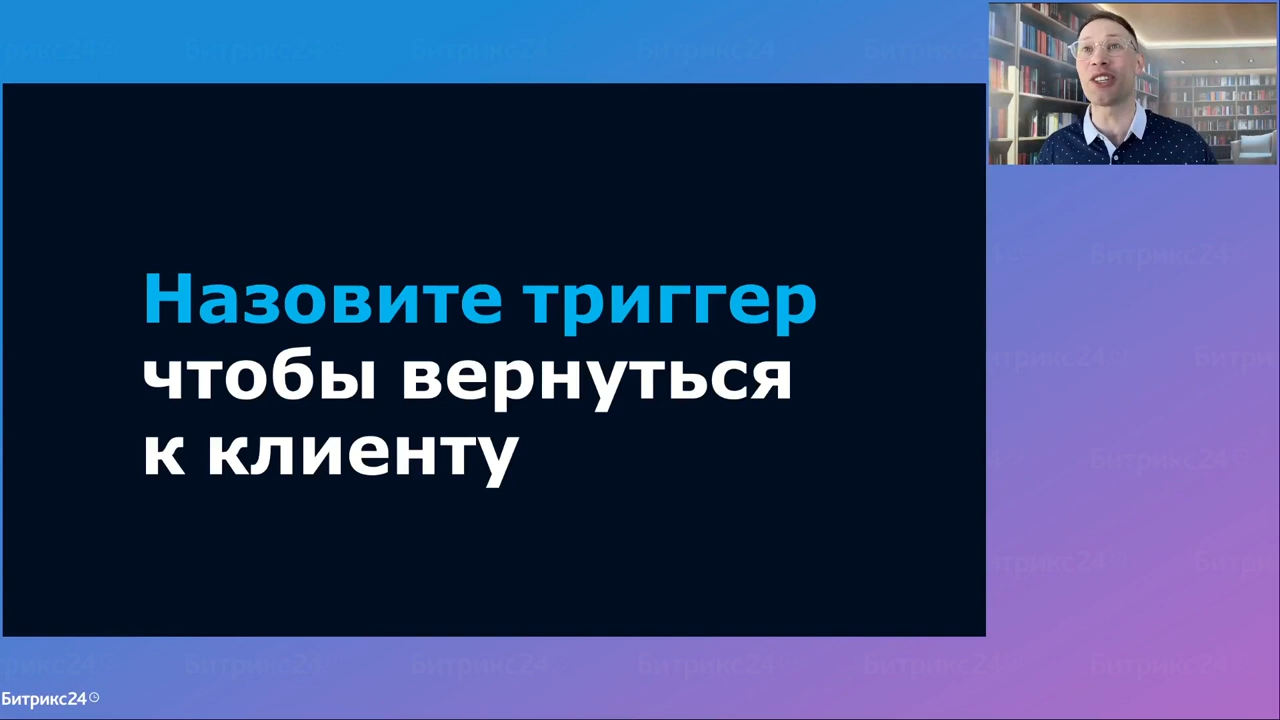 Назовите триггер
чтобы вернуться
к клиенту
Битрикс24